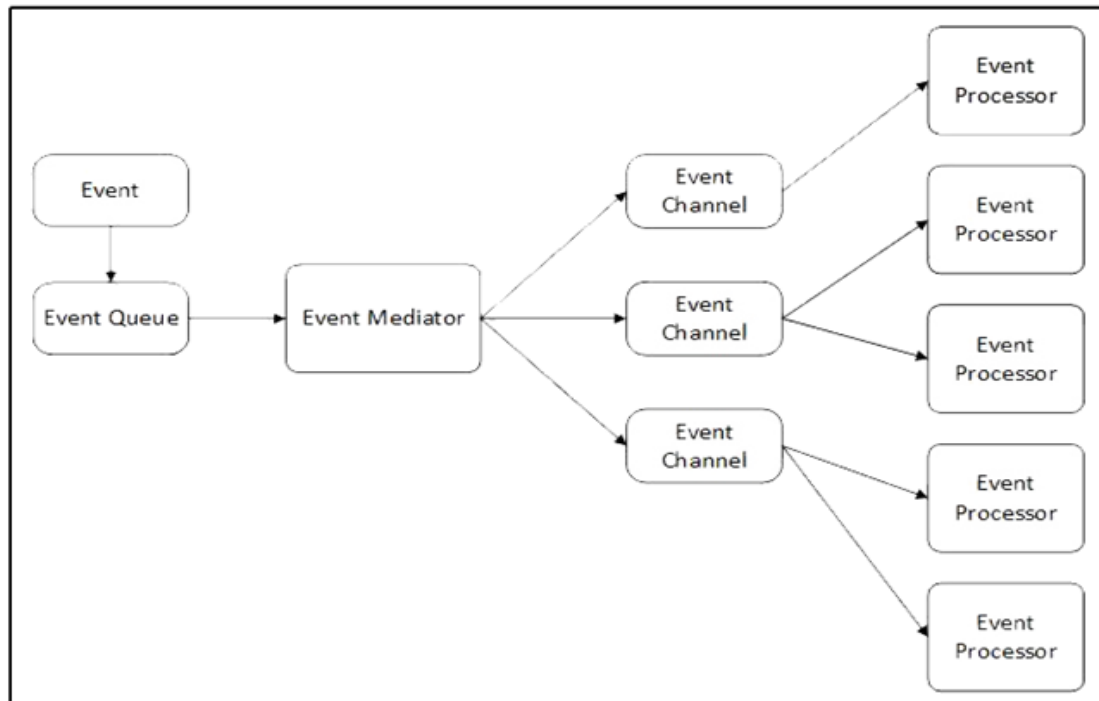 Event
Event Queue
Event Mediator
Event
Channel
Event
Channel
Event
Channel
Event
Processor
Event
Processor
Event
Processor
Event
Processor
Event
Processor